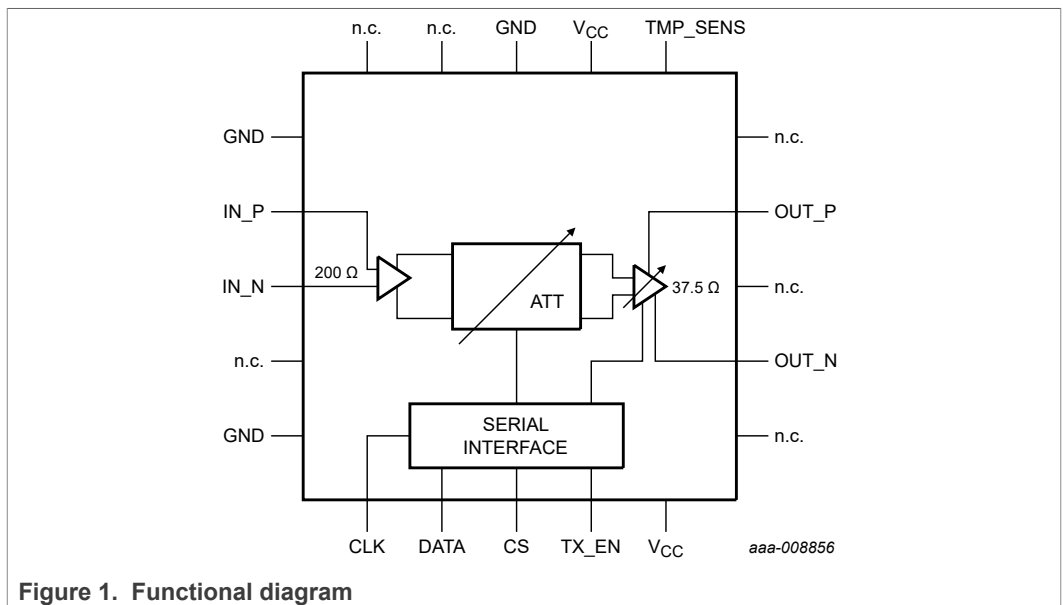 n.c.
n.c.
GND
VCC
TMP_SENS
GND
n.c.
IN_P
OUT_P
200 Ω
ATT
37.5 Ω
IN_N
n.c.
n.c.
OUT_N
SERIAL
INTERFACE
GND
n.c.
CLK
DATA
CS
TX_EN
VCC
aaa-008856
Figure 1. Functional diagram